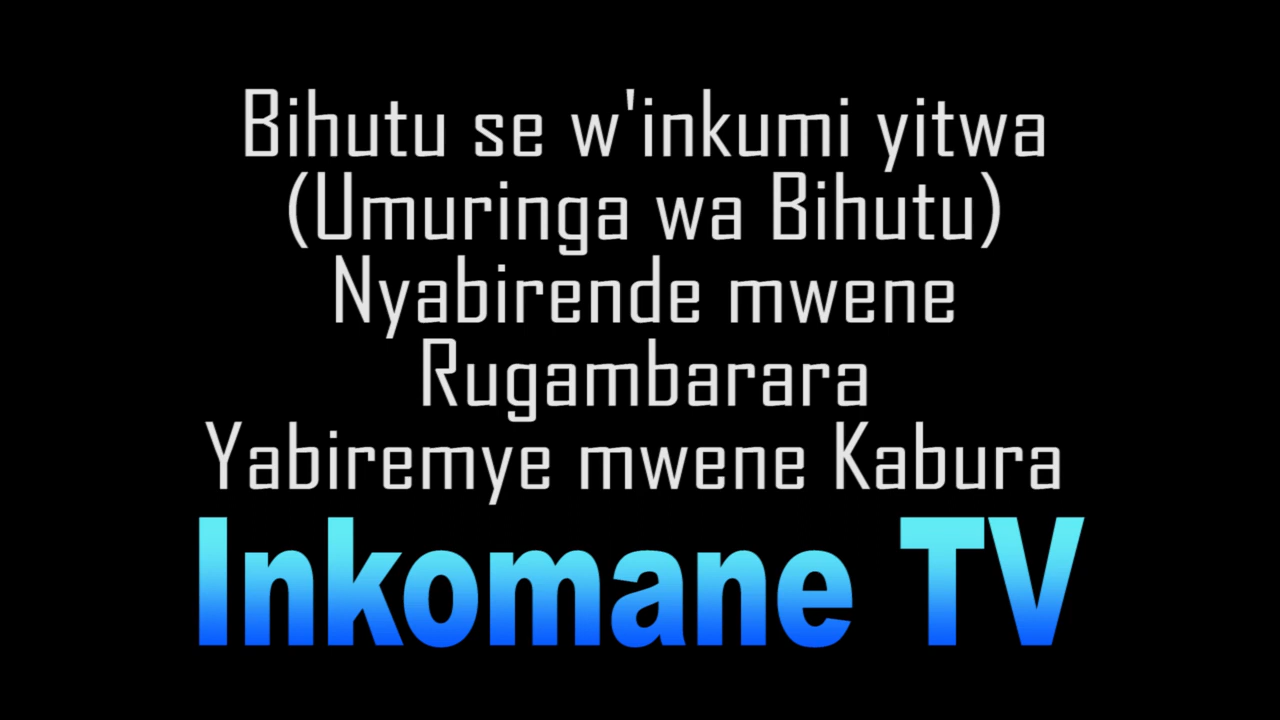 Bihutu se w'inkumi yitwa
(Umuringa wa Bihutu)
Nyabirende mwene
Rugambarara
Yabiremye mwene Kabura
Inkomane TV